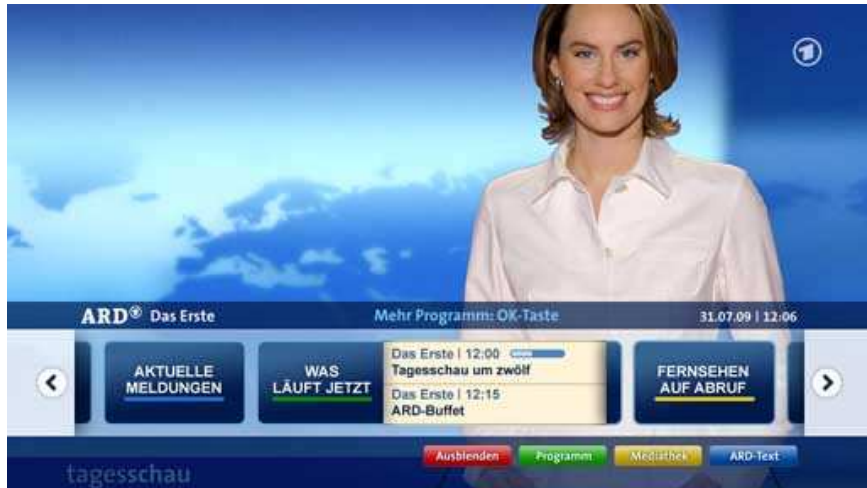 1
ARD® Das Erste
Mehr Programm: OK-Taste
31.07.09 | 12:06
AKTUELLE
MELDUNGEN
WAS
LÄUFT JETZT
Das Erste | 12:00
Tagesschau um zwölf
Das Erste | 12:15
ARD-Buffet
FERNSEHEN
AUF ABRUF
Ausblenden
Programm
Mediathek
ARD-Text
tagesschau